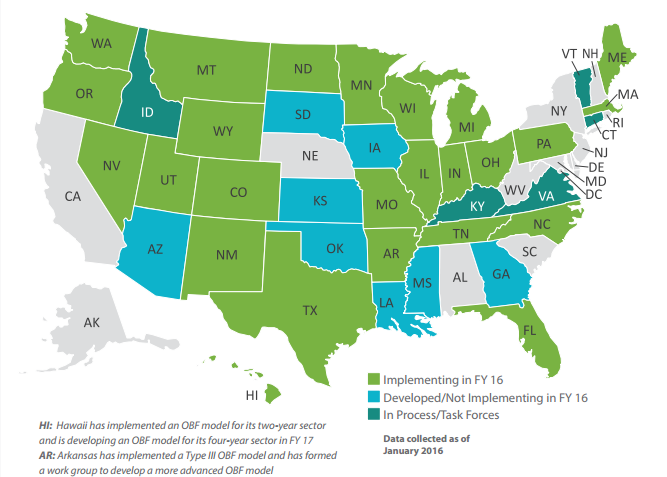 WA
VT NH ME
MT
ND
MN
OR
ID
SD
WI
MI
NY
MA
RI
CT
WY
IA
NE
PA
NJ
NV
UT
CO
IL
IN
OH
DE
MD
DC
CA
KS
MO
WV
VA
KY
NC
TN
AZ
NM
OK
AR
SC
MS
AL
GA
LA
TX
AK
FL
HI
Implementing in FY 16
Developed/Not Implementing in FY 16
In Process/Task Forces
Data collected as of
January 2016
HI: Hawaii has implemented an OBF model for its two-year sector
and is developing an OBF model for its four-year sector in FY 17
AR: Arkansas has implemented a Type III OBF model and has formed
a work group to develop a more advanced OBF model